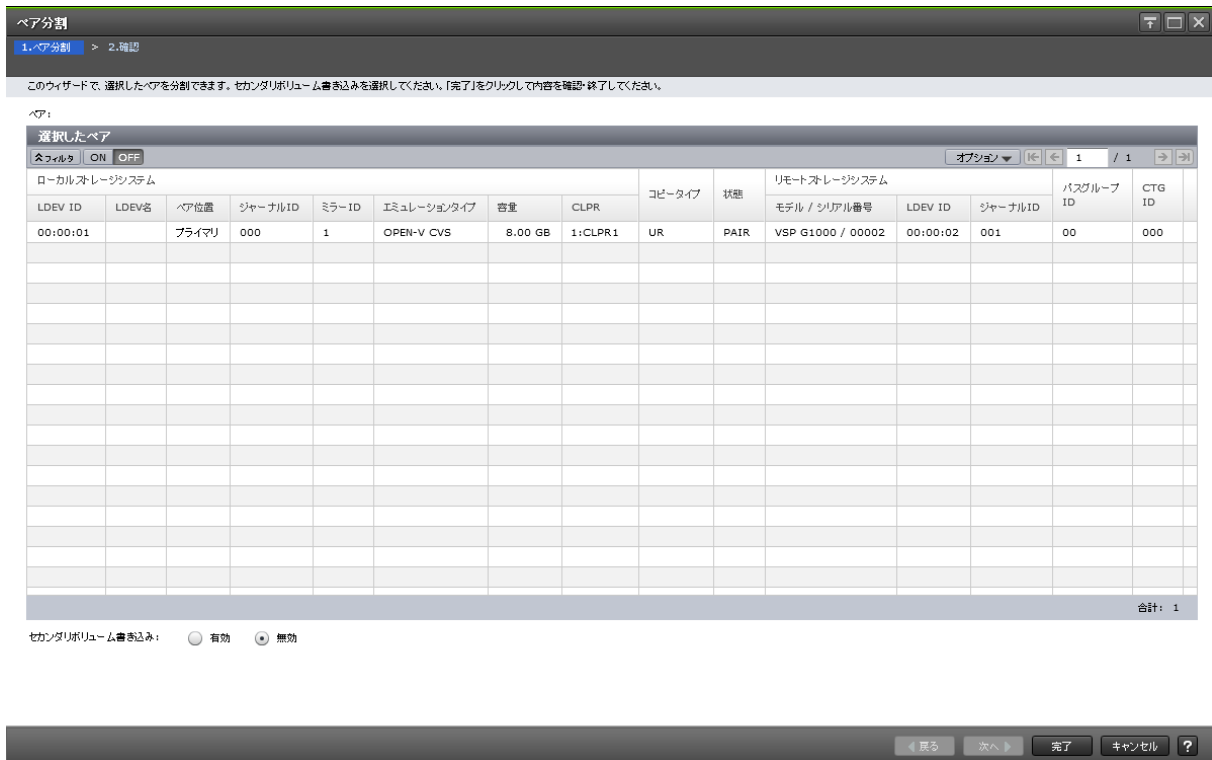 ペア分割
1.ペア分割 > 2.確認
このウィザードで、選択したペアを分割できます。セカンダリボリューム書き込みを選択してください。「完了」をクリックして内容を確認・終了してください。
ペア:
選択したペア
フィルタ ON OFF オプション 1 / 1
ローカルストレージシステム コピータイプ 状態 リモートストレージシステム パスグループ ID CTG ID
LDEV ID LDEV名 ペア位置 ジャーナルID ミラーID エミュレーションタイプ 容量 CLPR モデル / シリアル番号 LDEV ID ジャーナルID
00:00:01 プライマリ 000 1 OPEN-V CVS 8.00 GB 1:CLPR1 UR PAIR VSP G1000 / 00002 00:00:02 001 00 000
合計: 1
セカンダリボリューム書き込み: 有効 無効
戻る 次へ 完了 キャンセル ?